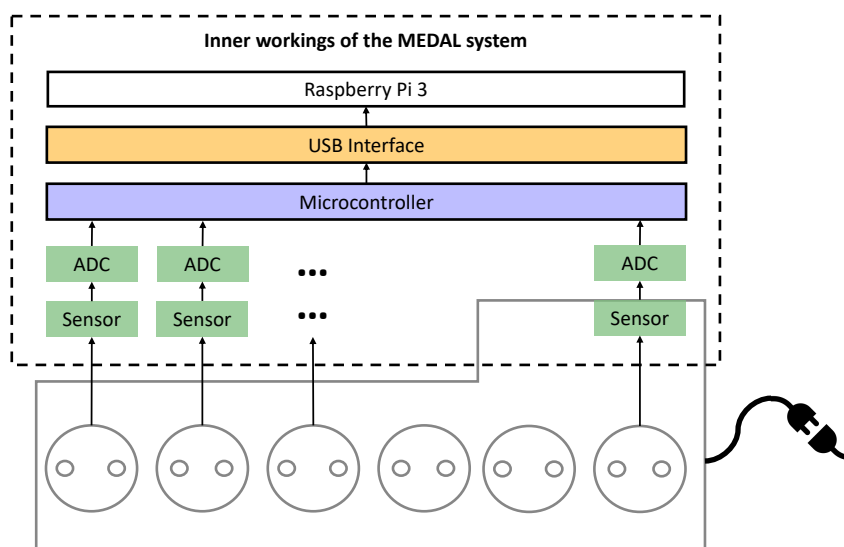 Inner workings of the MEDAL system
Raspberry Pi 3
USB Interface
Microcontroller
ADC ADC ... ADC
Sensor Sensor ... Sensor